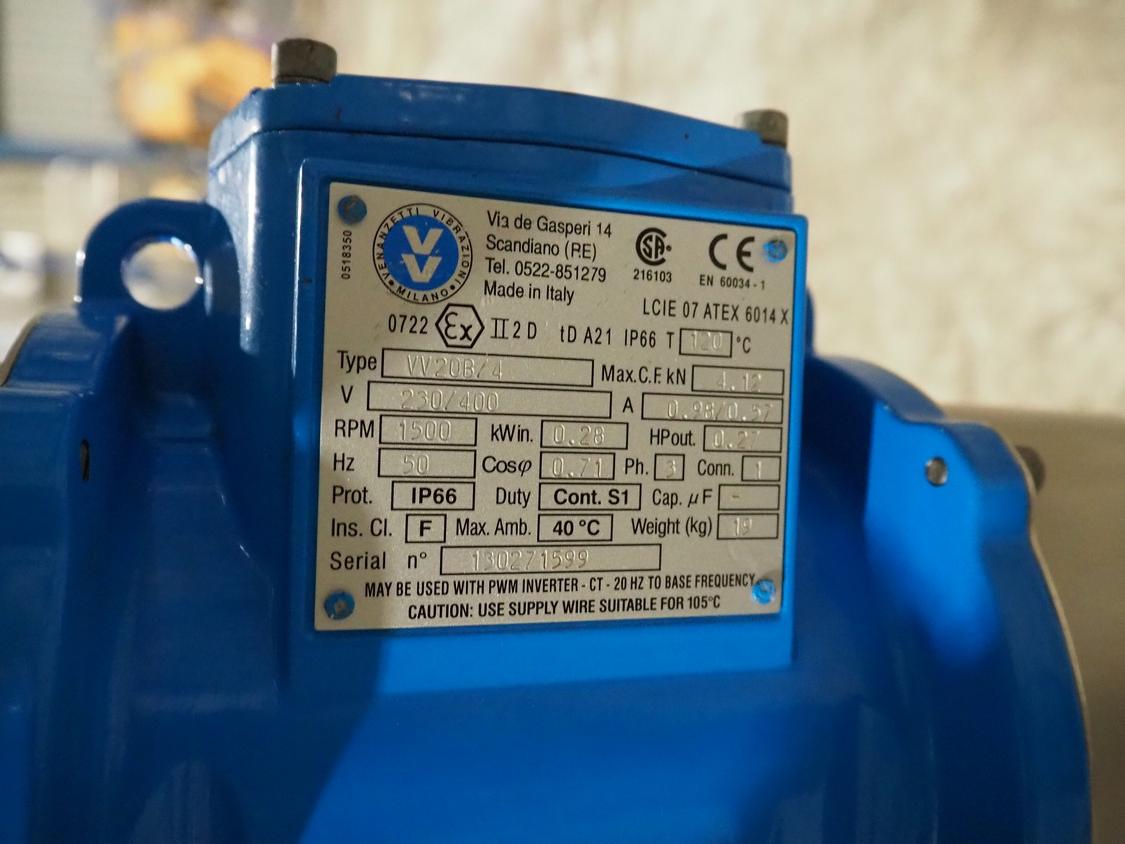 0518350
VENANZETTI VIBRAZIONI
MILANO
VV
Via de Gasperi 14
Scandiano (RE)
Tel. 0522-851279
Made in Italy
CSA
216103
CE
EN 60034-1
LCIE 07 ATEX 6014 X
0722 Ex II 2 D tD A21 IP66 T 120 °C
Type VV20B/4 Max.C.F. kN 4.12
V 230/400 A 0.98/0.57
RPM 1500 kWin. 0.28 HPout. 0.27
Hz 50 Cosφ 0.71 Ph. 3 Conn. 1
Prot. IP66 Duty Cont. S1 Cap. μF -
Ins. Cl. F Max. Amb. 40 °C Weight (kg) 19
Serial n° 130271599
MAY BE USED WITH PWM INVERTER - CT - 20 HZ TO BASE FREQUENCY
CAUTION: USE SUPPLY WIRE SUITABLE FOR 105°C